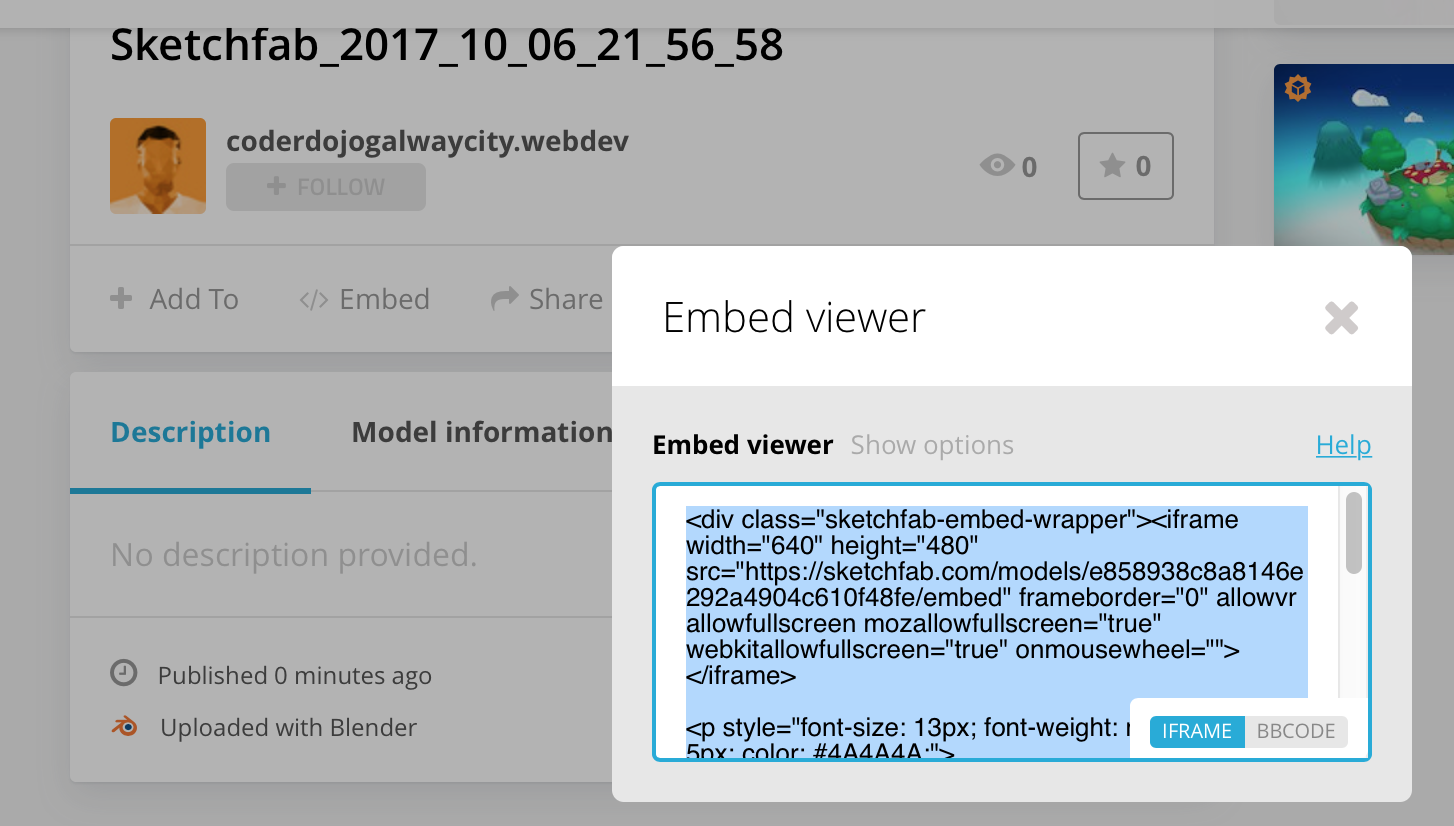 Sketchfab_2017_10_06_21_56_58
coderdojogalwaycity.webdev
+ FOLLOW
0
0
Add To
</> Embed
Share
Embed viewer
Description
Model information
Embed viewer
Show options
Help
No description provided.
<div class="sketchfab-embed-wrapper"><iframe
width="640" height="480"
src="https://sketchfab.com/models/e858938c8a8146e
292a4904c610f48fe/embed" frameborder="0" allowvr
allowfullscreen mozallowfullscreen="true"
webkitallowfullscreen="true" onmousewheel="">
</iframe>
<p style="font-size: 13px; font-weight:
5px; color: #4A4A4A;">
IFRAME
BBCODE
Published 0 minutes ago
Uploaded with Blender